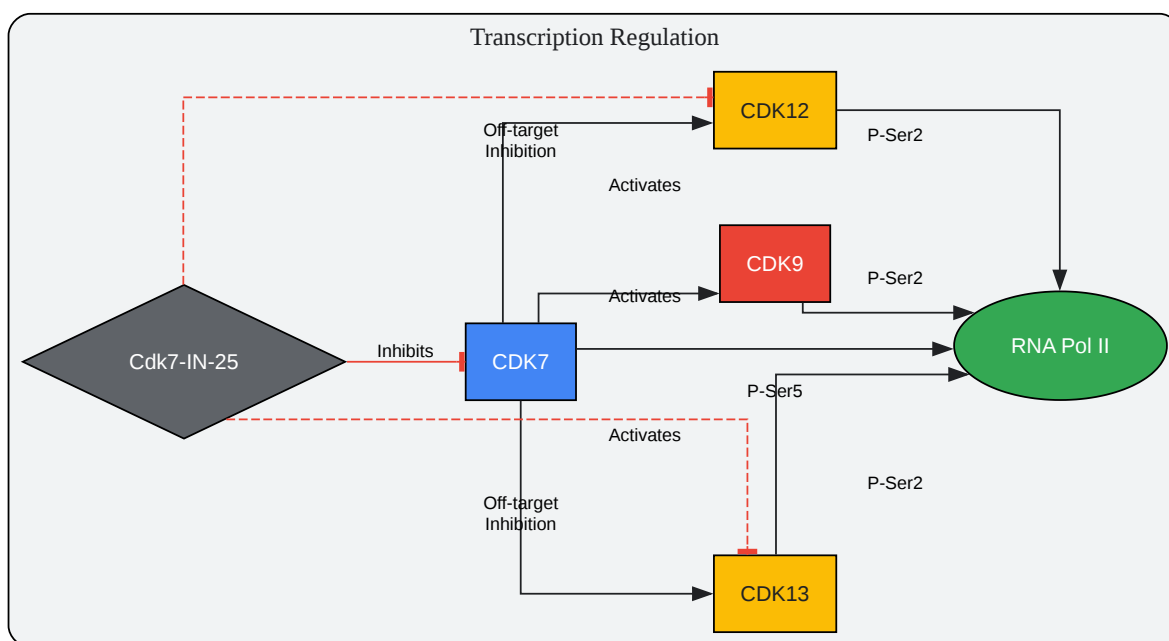 Transcription Regulation
CDK12
Off-target
Inhibition
P-Ser2
Activates
CDK9
P-Ser2
Activates
RNA Pol II
Inhibits
Cdk7-IN-25
CDK7
P-Ser5
Activates
P-Ser2
Off-target
Inhibition
CDK13